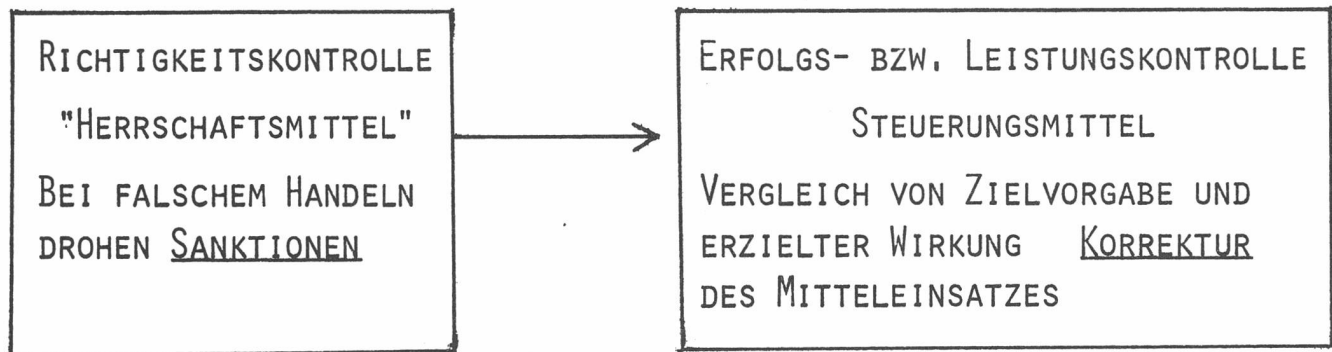 RICHTIGKEITSKONTROLLE
"HERRSCHAFTSMITTEL"
BEI FALSCHEM HANDELN
DROHEN SANKTIONEN
ERFOLGS- BZW. LEISTUNGSKONTROLLE
STEUERUNGSMITTEL
VERGLEICH VON ZIELVORGABE UND
ERZIELTER WIRKUNG KORREKTUR
DES MITTELEINSATZES